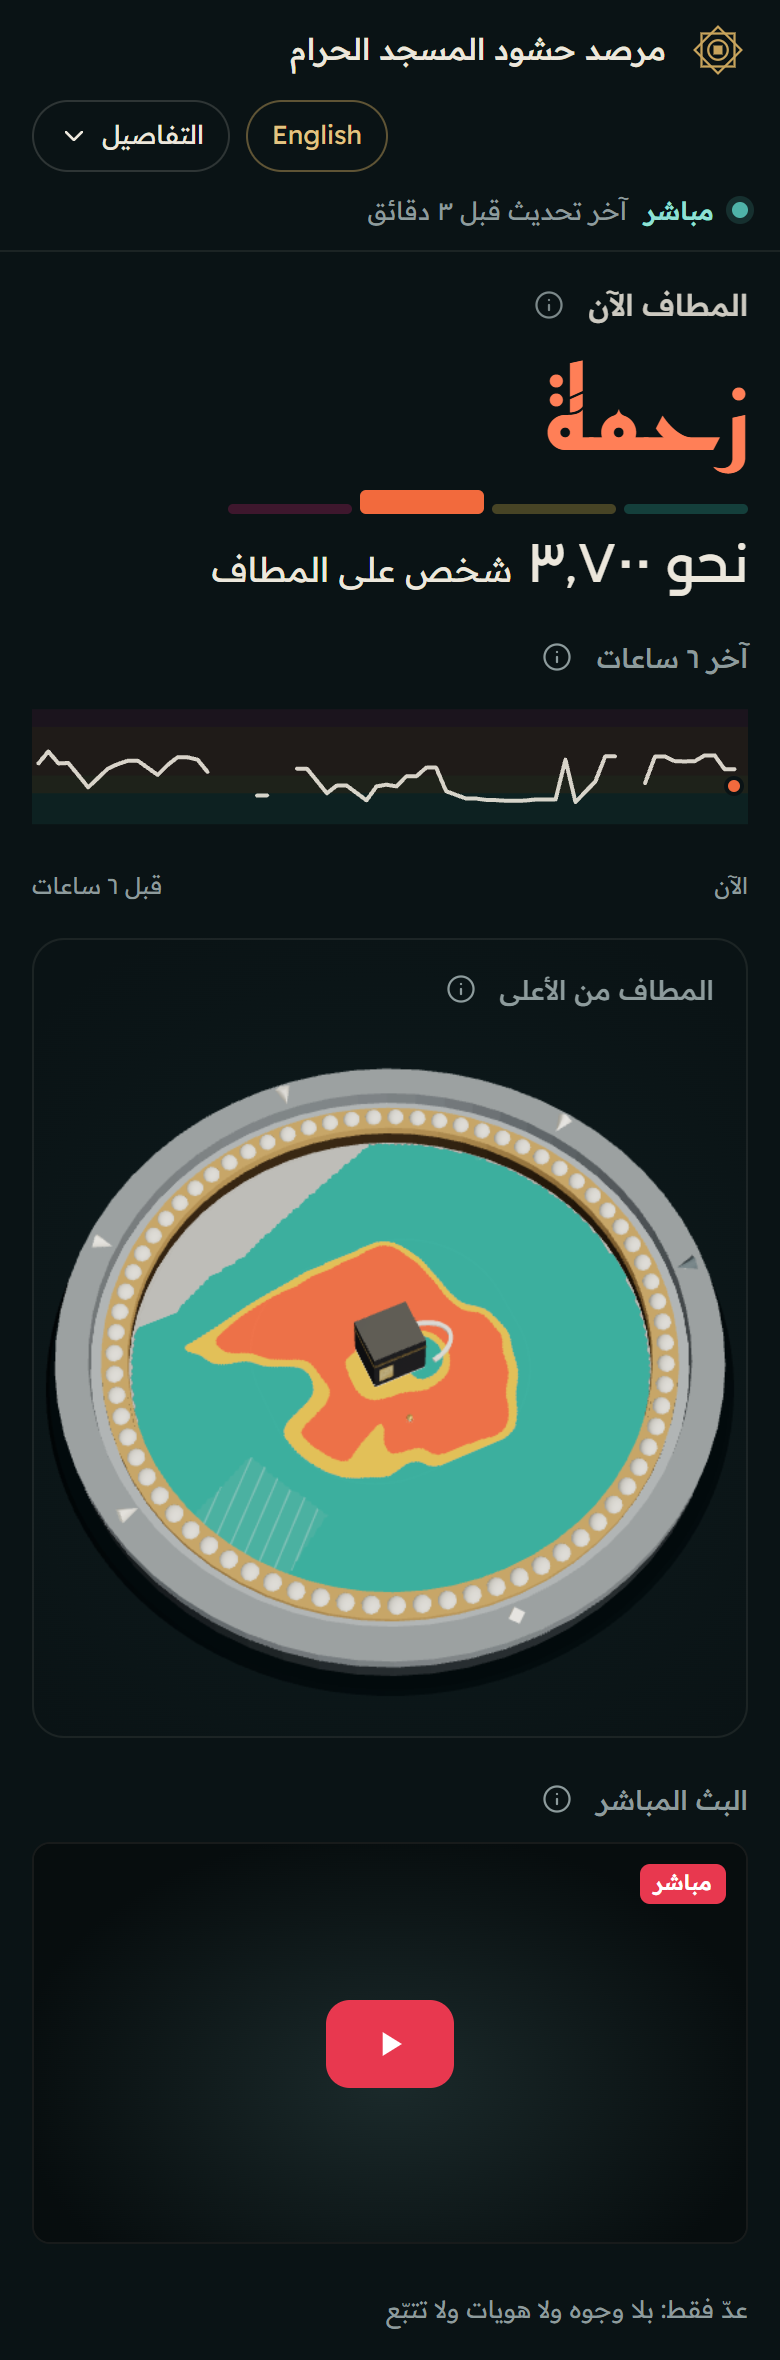 مرصد حشود المسجد الحرام
English
التفاصيل
مباشر آخر تحديث قبل ٣ دقائق
المطاف الآن
زحمة
نحو ٣,٧٠٠ شخص على المطاف
آخر ٦ ساعات
الآن
قبل ٦ ساعات
المطاف من الأعلى
البث المباشر
مباشر
عدّ فقط: بلا وجوه ولا هويات ولا تتبّع